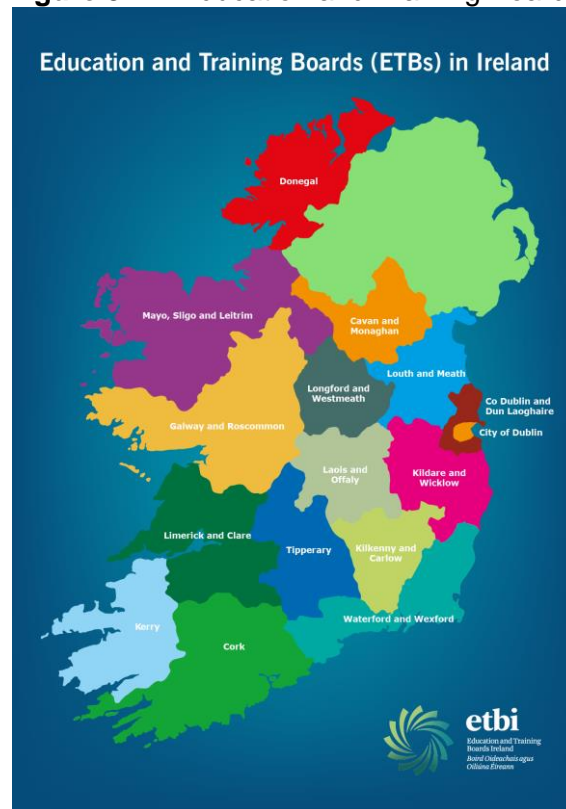 Education and Training Boards (ETBs) in Ireland
Donegal
Mayo, Sligo and Leitrim
Cavan and
Monaghan
Louth and Meath
Longford and
Westmeath
Co Dublin and
Dun Laoghaire
City of Dublin
Galway and Roscommon
Laois and
Offaly
Kildare and
Wicklow
Limerick and Clare
Tipperary
Kilkenny and
Carlow
Waterford and Wexford
Kerry
Cork
etbi
Education and Training
Boards Ireland
Boird Oideachais agus
Oiliúna Éireann